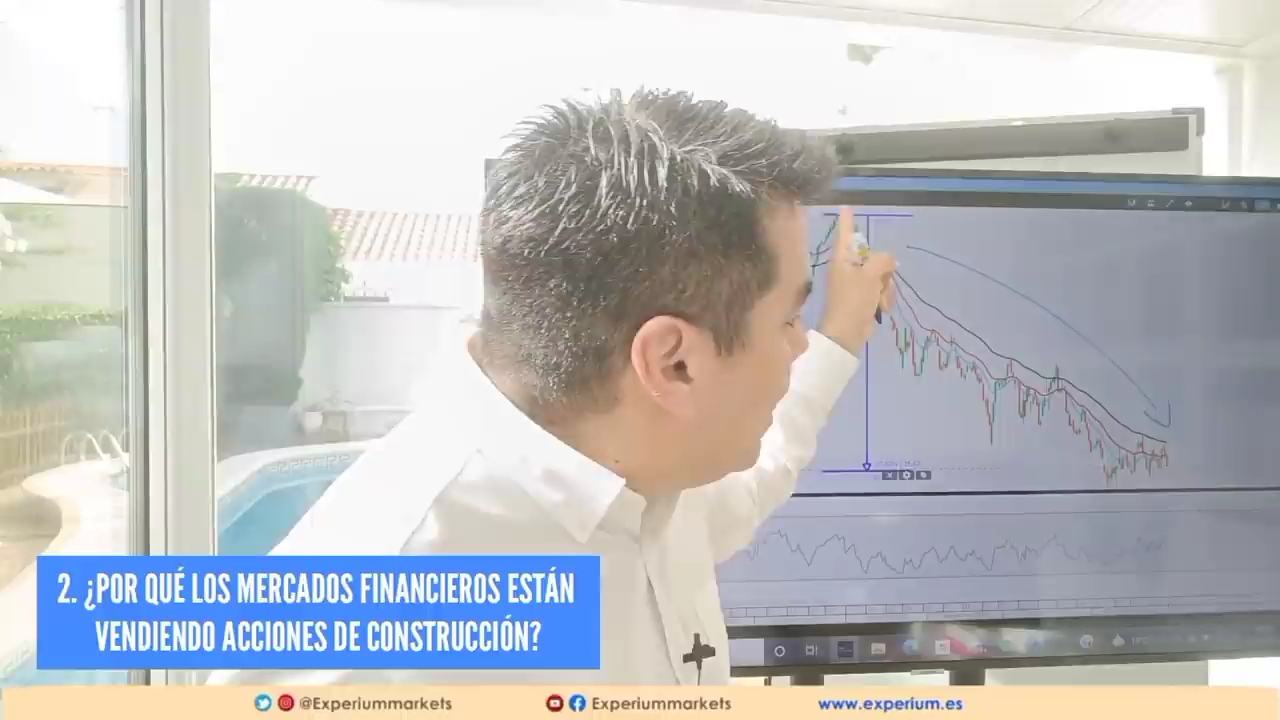 2. ¿POR QUÉ LOS MERCADOS FINANCIEROS ESTÁN
VENDIENDO ACCIONES DE CONSTRUCCIÓN?
@Experiummarkets
Experiummarkets
www.experium.es